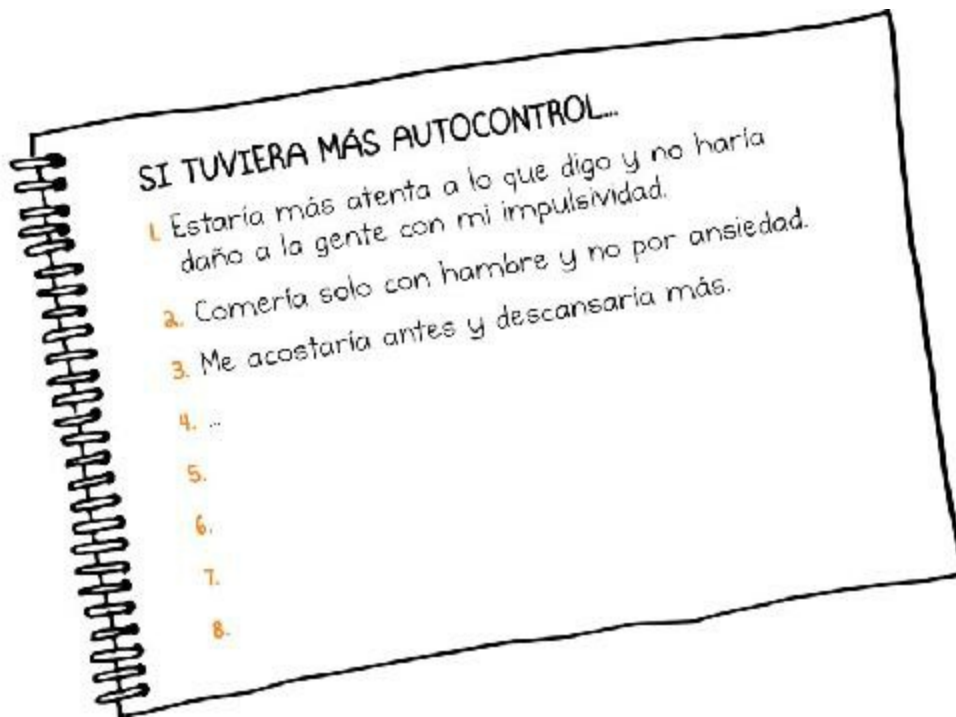 SI TUVIERA MÁS AUTOCONTROL...
1. Estaría más atenta a lo que digo y no haría
daño a la gente con mi impulsividad.
2. Comería solo con hambre y no por ansiedad.
3. Me acostaría antes y descansaría más.
4. ...
5.
6.
7.
8.